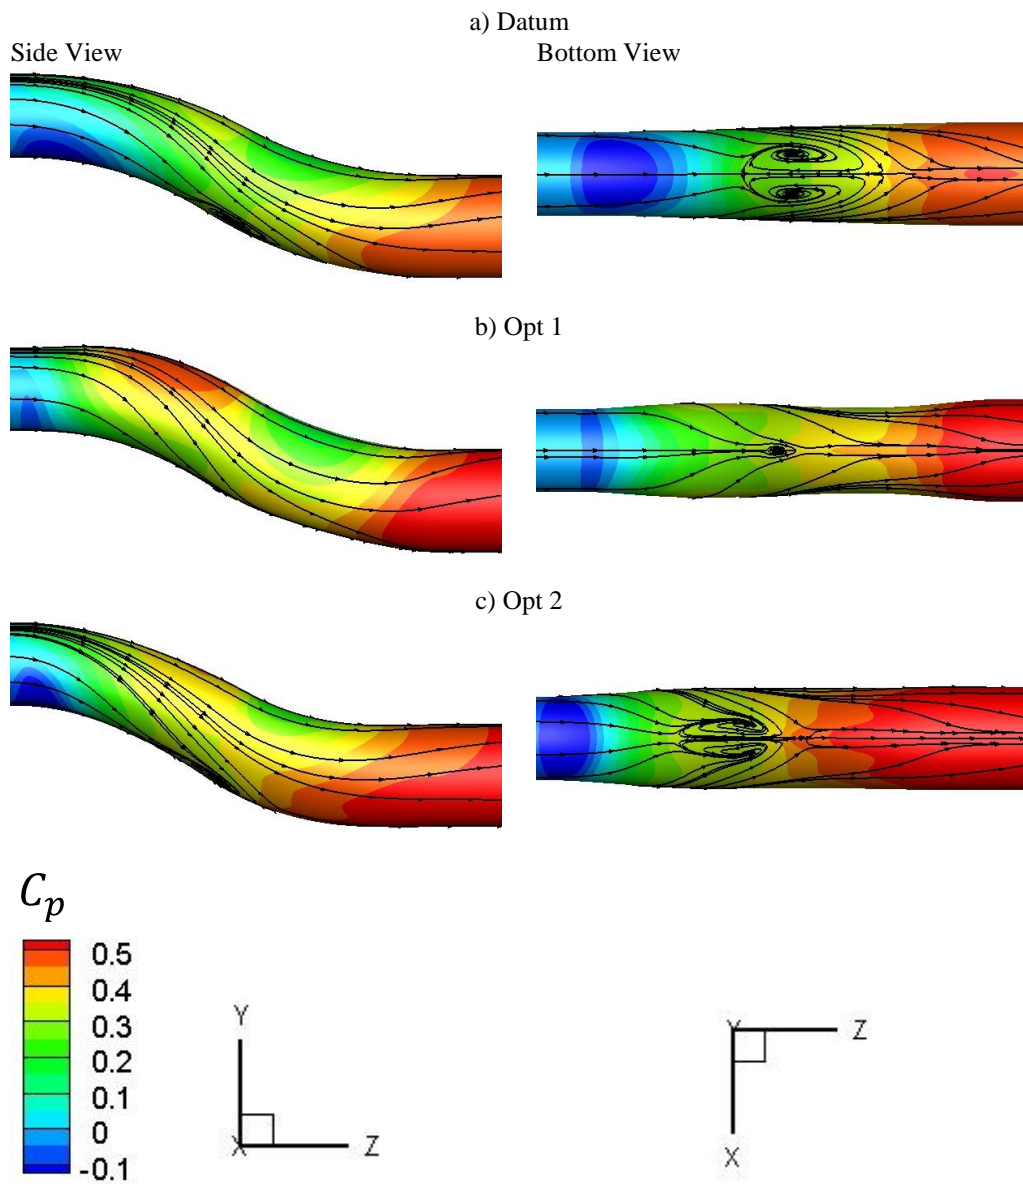 a) Datum
Side View
Bottom View
b) Opt 1
c) Opt 2
C_p
0.5
0.4
0.3
0.2
0.1
0
-0.1
Y
X
Z
Y
Z
X